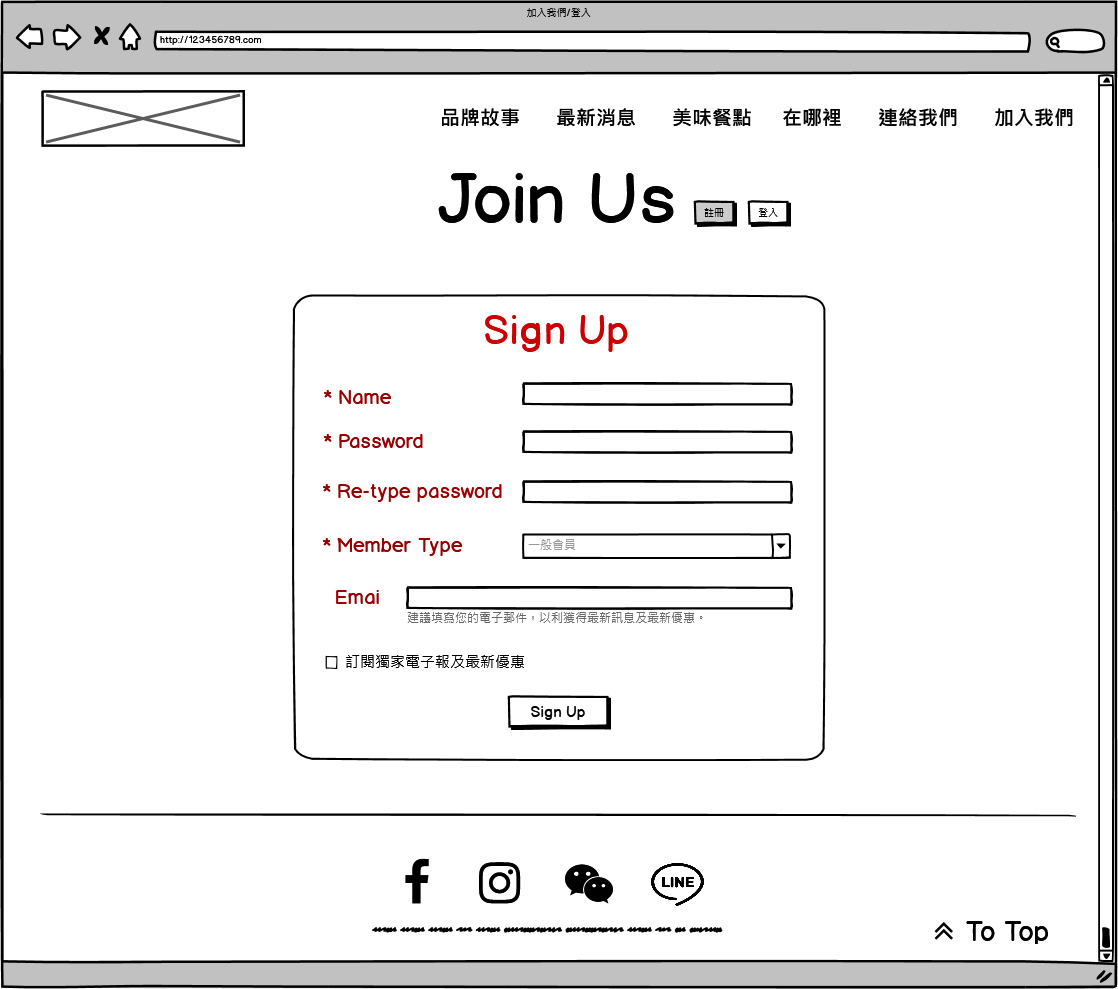 加入我們/登入
http://123456789.com
品牌故事 最新消息 美味餐點 在哪裡 連絡我們 加入我們
Join Us 註冊 登入
Sign Up
* Name
* Password
* Re-type password
* Member Type 一般會員
Emai
建議填寫您的電子郵件，以利獲得最新訊息及最新優惠。
訂閱獨家電子報及最新優惠
Sign Up
LINE
To Top